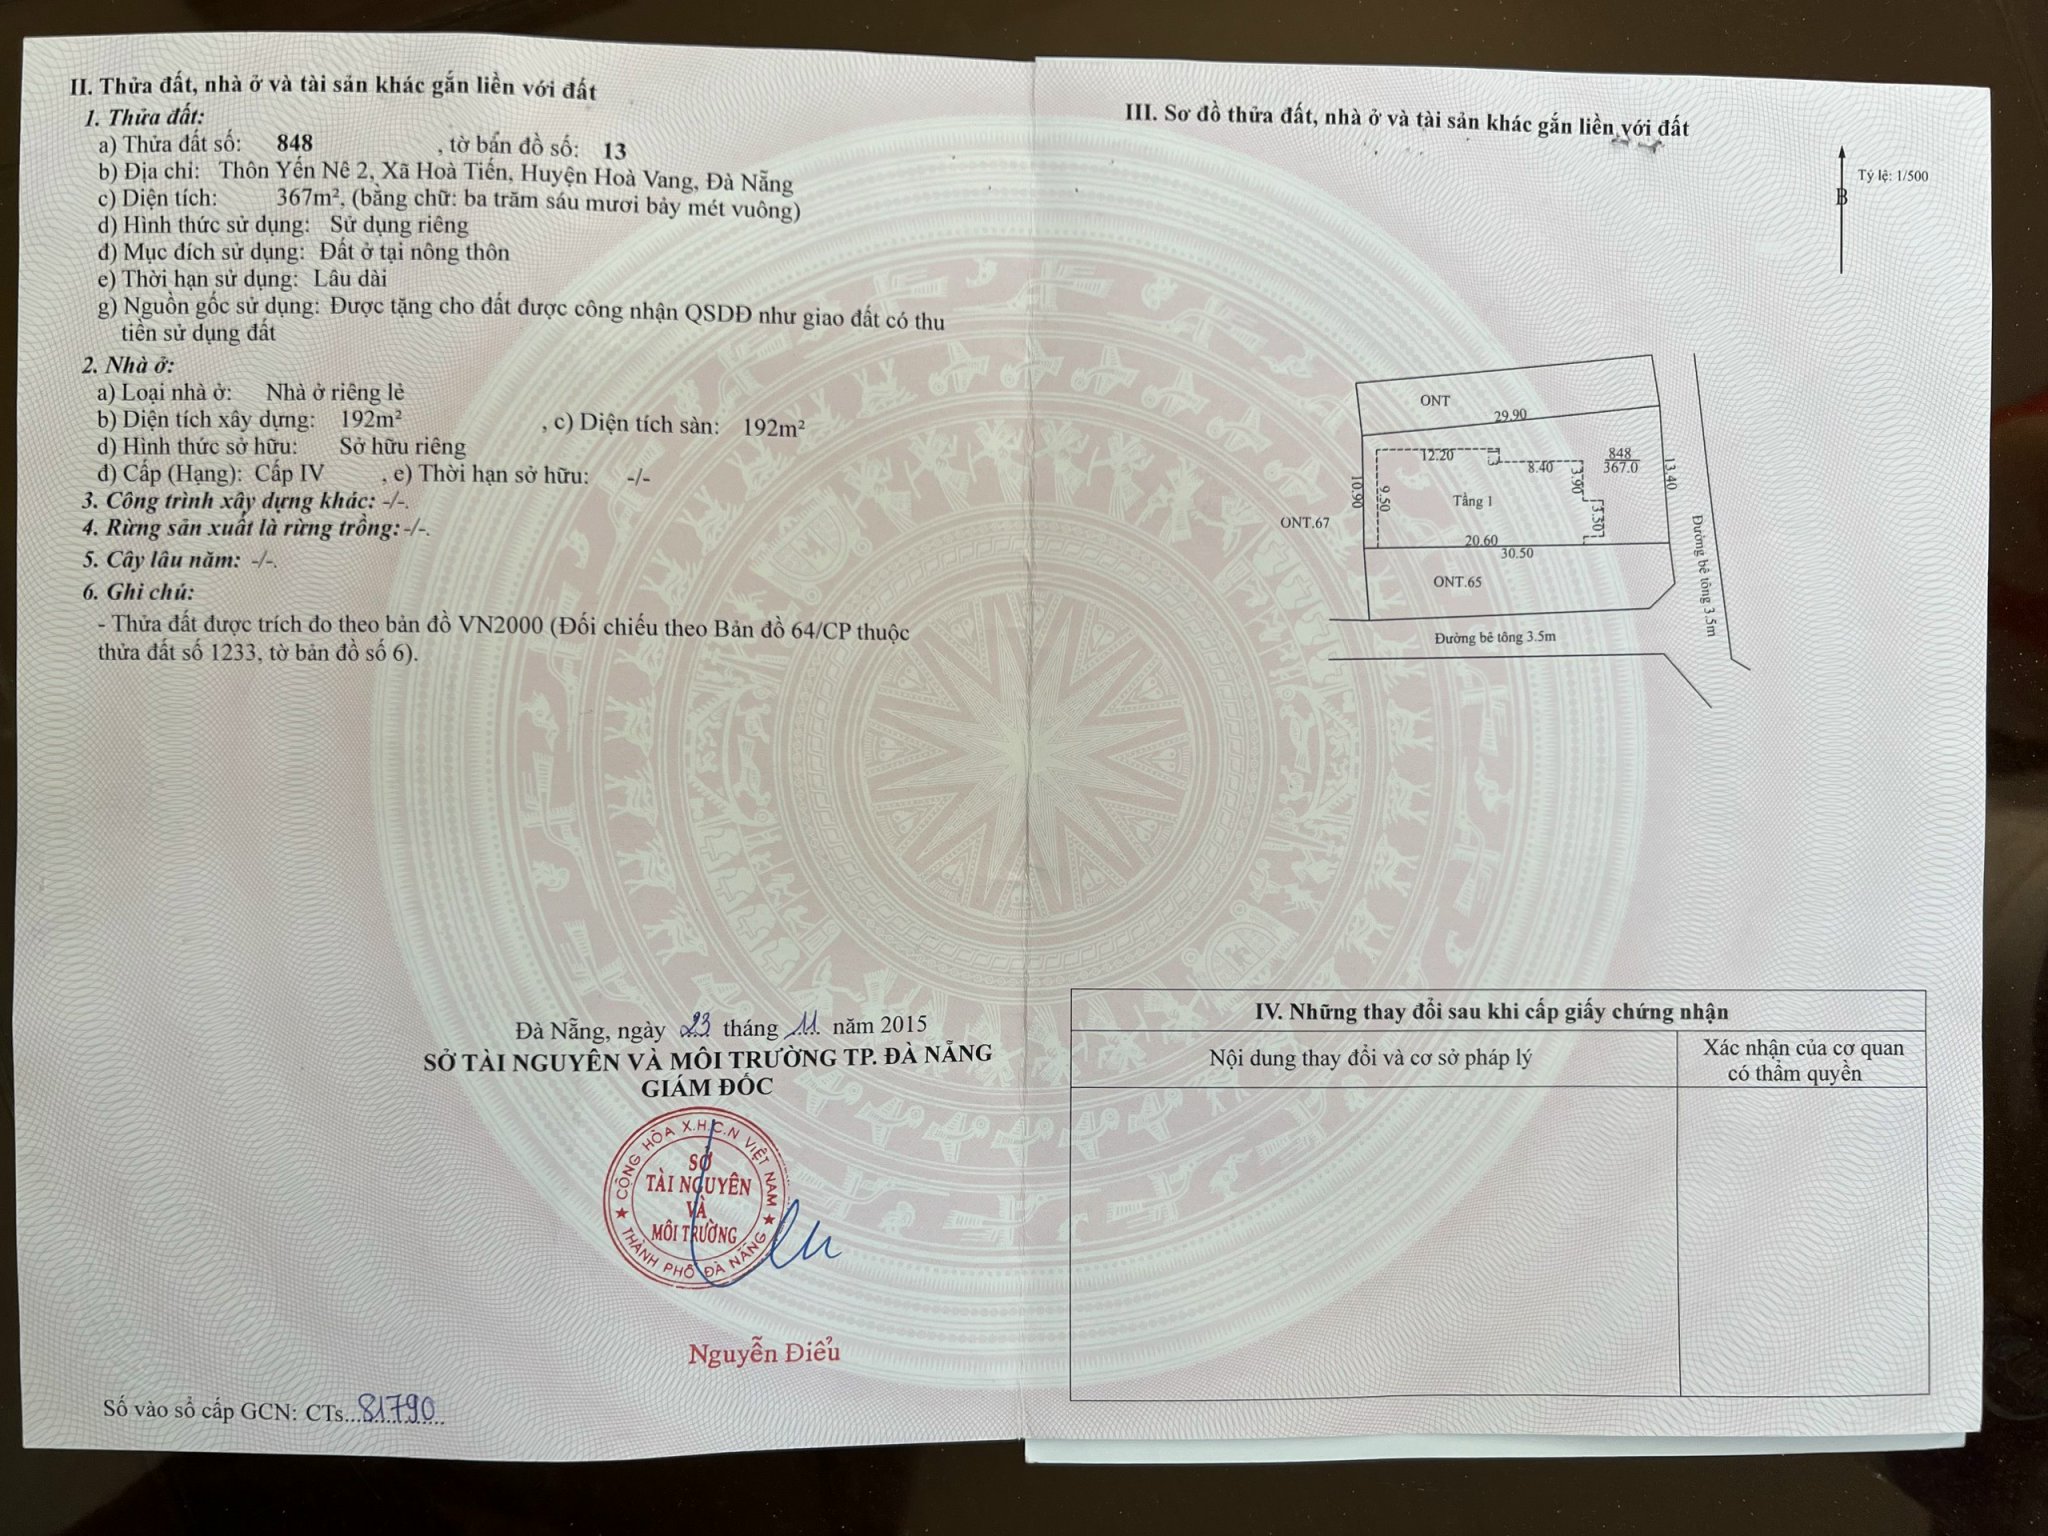 II. Thửa đất, nhà ở và tài sản khác gắn liền với đất
1. Thửa đất:
a) Thửa đất số: 848 , tờ bản đồ số: 13
b) Địa chỉ: Thôn Yến Nê 2, Xã Hoà Tiến, Huyện Hoà Vang, Đà Nẵng
c) Diện tích: 367m², (bằng chữ: ba trăm sáu mươi bảy mét vuông)
d) Hình thức sử dụng: Sử dụng riêng
đ) Mục đích sử dụng: Đất ở tại nông thôn
e) Thời hạn sử dụng: Lâu dài
g) Nguồn gốc sử dụng: Được tặng cho đất được công nhận QSDĐ như giao đất có thu
tiền sử dụng đất
2. Nhà ở:
a) Loại nhà ở: Nhà ở riêng lẻ
b) Diện tích xây dựng: 192m² , c) Diện tích sàn: 192m²
d) Hình thức sở hữu: Sở hữu riêng
đ) Cấp (Hạng): Cấp IV , e) Thời hạn sở hữu: -/-
3. Công trình xây dựng khác: -/-.
4. Rừng sản xuất là rừng trồng: -/-.
5. Cây lâu năm: -/-.
6. Ghi chú:
- Thửa đất được trích đo theo bản đồ VN2000 (Đối chiếu theo Bản đồ 64/CP thuộc
thửa đất số 1233, tờ bản đồ số 6).
Đà Nẵng, ngày 23 tháng 11 năm 2015
SỞ TÀI NGUYÊN VÀ MÔI TRƯỜNG TP. ĐÀ NẴNG
GIÁM ĐỐC
CỘNG HÒA X.H.C.N VIỆT NAM
SỞ
TÀI NGUYÊN
VÀ
MÔI TRƯỜNG
THÀNH PHỐ ĐÀ NẴNG
Nguyễn Điểu
Số vào sổ cấp GCN: CTs...81790
III. Sơ đồ thửa đất, nhà ở và tài sản khác gắn liền với đất
B
Tỷ lệ: 1/500
ONT
29.90
12.20
8.40
848
367.0
3.90
13.40
10.90
9.50
Tầng 1
3.50
ONT.67
20.60
30.50
ONT.65
Đường bê tông 3.5m
Đường bê tông 3.5m
IV. Những thay đổi sau khi cấp giấy chứng nhận
Nội dung thay đổi và cơ sở pháp lý
Xác nhận của cơ quan
có thẩm quyền